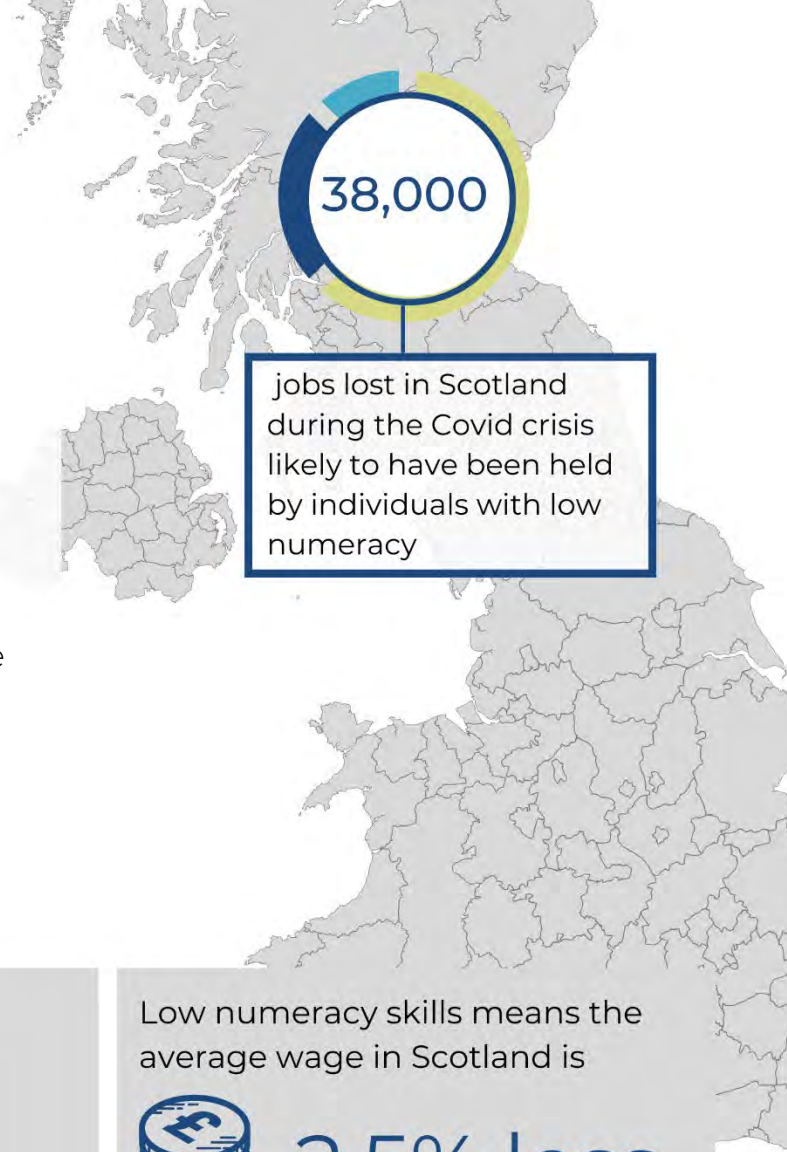 38,000
jobs lost in Scotland
during the Covid crisis
likely to have been held
by individuals with low
numeracy
e
Low numeracy skills means the
average wage in Scotland is
£